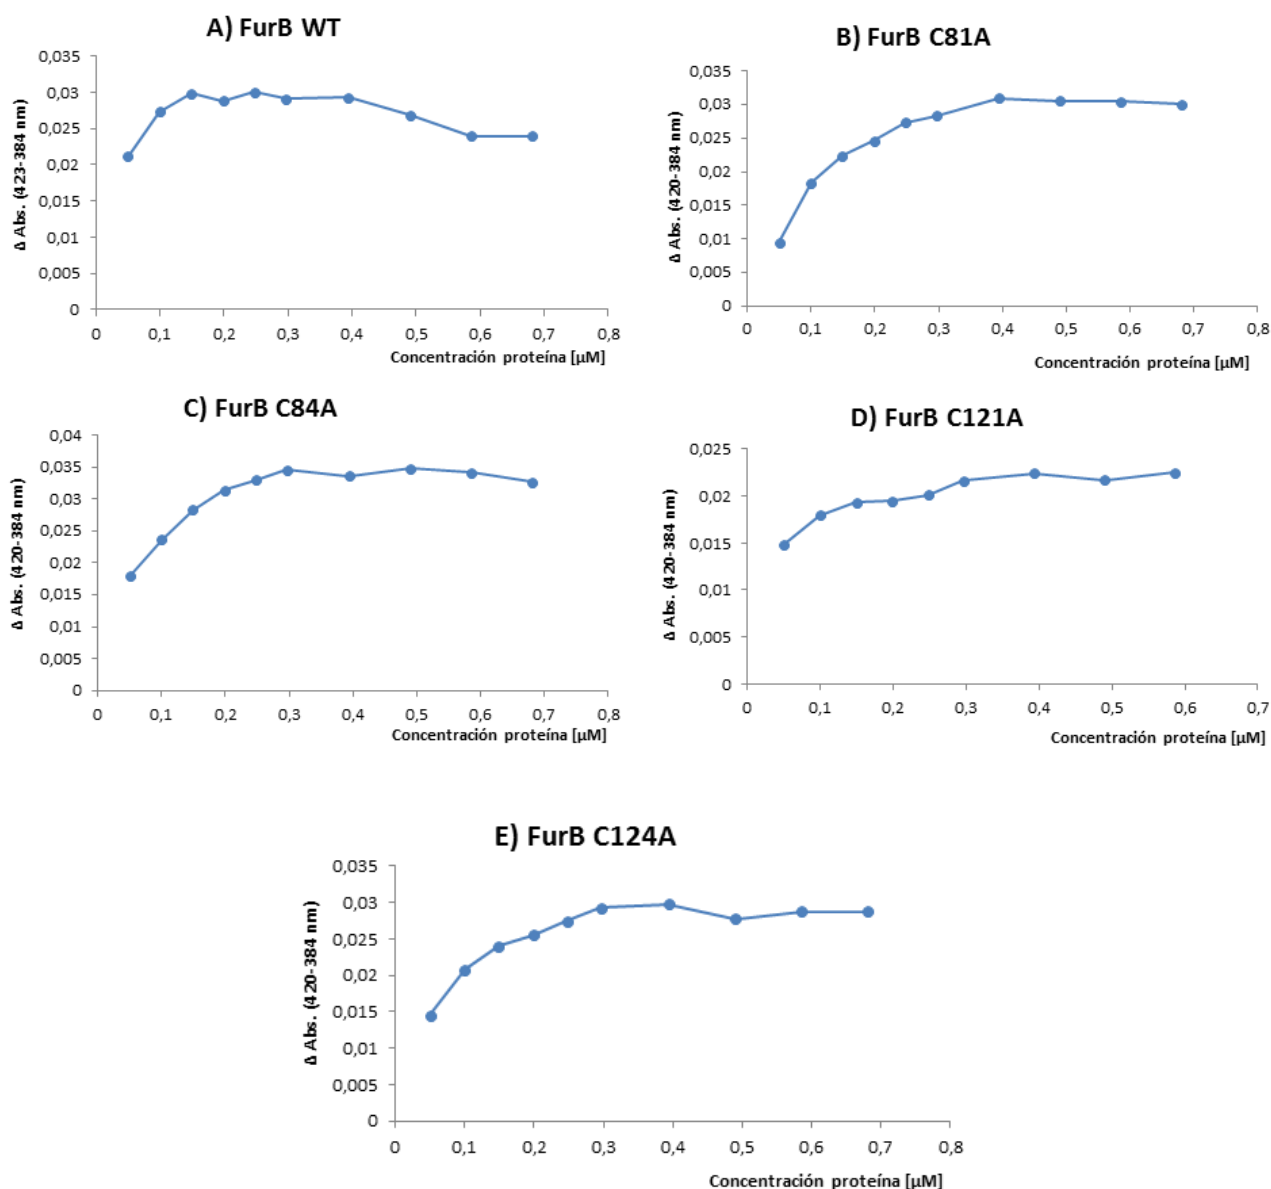 A) FurB WT
0,035
0,03
0,025
0,02
0,015
0,01
0,005
0
Δ Abs. (423-384 nm)
0 0,1 0,2 0,3 0,4 0,5 0,6 0,7 0,8
Concentración proteína [µM]
B) FurB C81A
0,035
0,03
0,025
0,02
0,015
0,01
0,005
0
Δ Abs. (420-384 nm)
0 0,1 0,2 0,3 0,4 0,5 0,6 0,7 0,8
Concentración proteína [µM]
C) FurB C84A
0,04
0,035
0,03
0,025
0,02
0,015
0,01
0,005
0
Δ Abs. (420-384 nm)
0 0,1 0,2 0,3 0,4 0,5 0,6 0,7 0,8
Concentración proteína [µM]
D) FurB C121A
0,025
0,02
0,015
0,01
0,005
0
Δ Abs. (420-384 nm)
0 0,1 0,2 0,3 0,4 0,5 0,6 0,7
Concentración proteína [µM]
E) FurB C124A
0,035
0,03
0,025
0,02
0,015
0,01
0,005
0
Δ Abs. (420-384 nm)
0 0,1 0,2 0,3 0,4 0,5 0,6 0,7 0,8
Concentración proteína [µM]